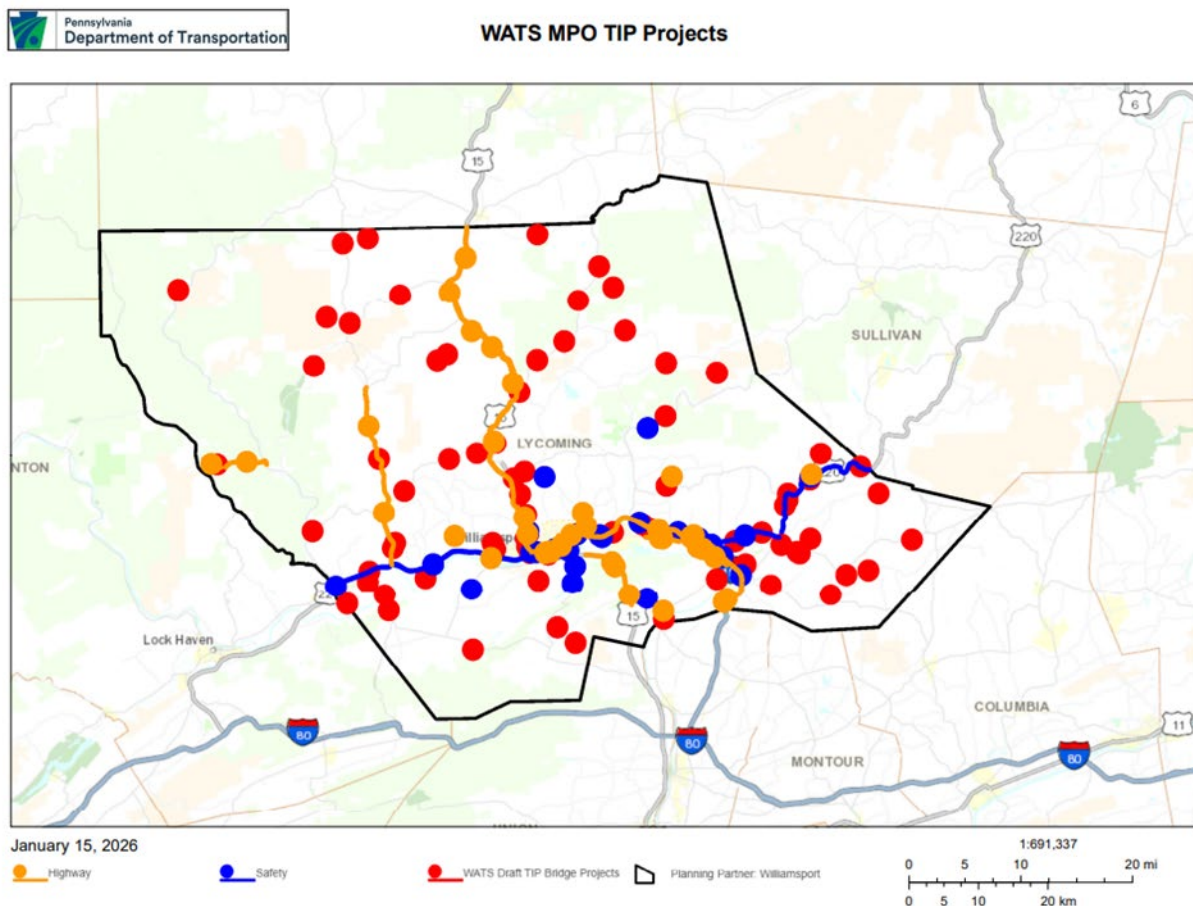 Pennsylvania
Department of Transportation
WATS MPO TIP Projects
6
15
220
SULLIVAN
LYCOMING
NTON
15
Lock Haven
COLUMBIA
11
80
80
80
MONTOUR
January 15, 2026
1:691,337
Highway
Safety
WATS Draft TIP Bridge Projects
Planning Partner: Williamsport
0 5 10 20 mi
0 5 10 20 km